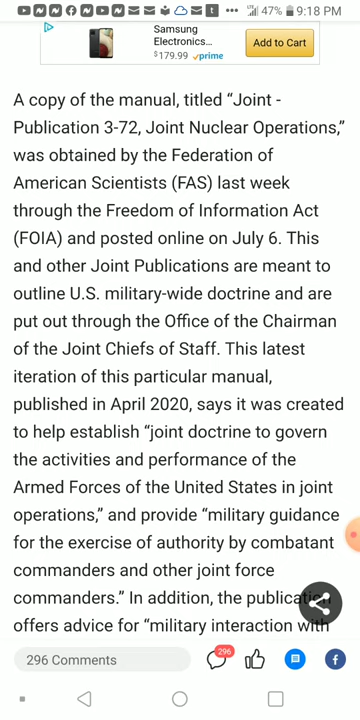 47% 9:18 PM
Samsung
Electronics...
$179.99 prime
Add to Cart
A copy of the manual, titled “Joint -
Publication 3-72, Joint Nuclear Operations,”
was obtained by the Federation of
American Scientists (FAS) last week
through the Freedom of Information Act
(FOIA) and posted online on July 6. This
and other Joint Publications are meant to
outline U.S. military-wide doctrine and are
put out through the Office of the Chairman
of the Joint Chiefs of Staff. This latest
iteration of this particular manual,
published in April 2020, says it was created
to help establish “joint doctrine to govern
the activities and performance of the
Armed Forces of the United States in joint
operations,” and provide “military guidance
for the exercise of authority by combatant
commanders and other joint force
commanders.” In addition, the publication
offers advice for “military interaction with
296 Comments
296